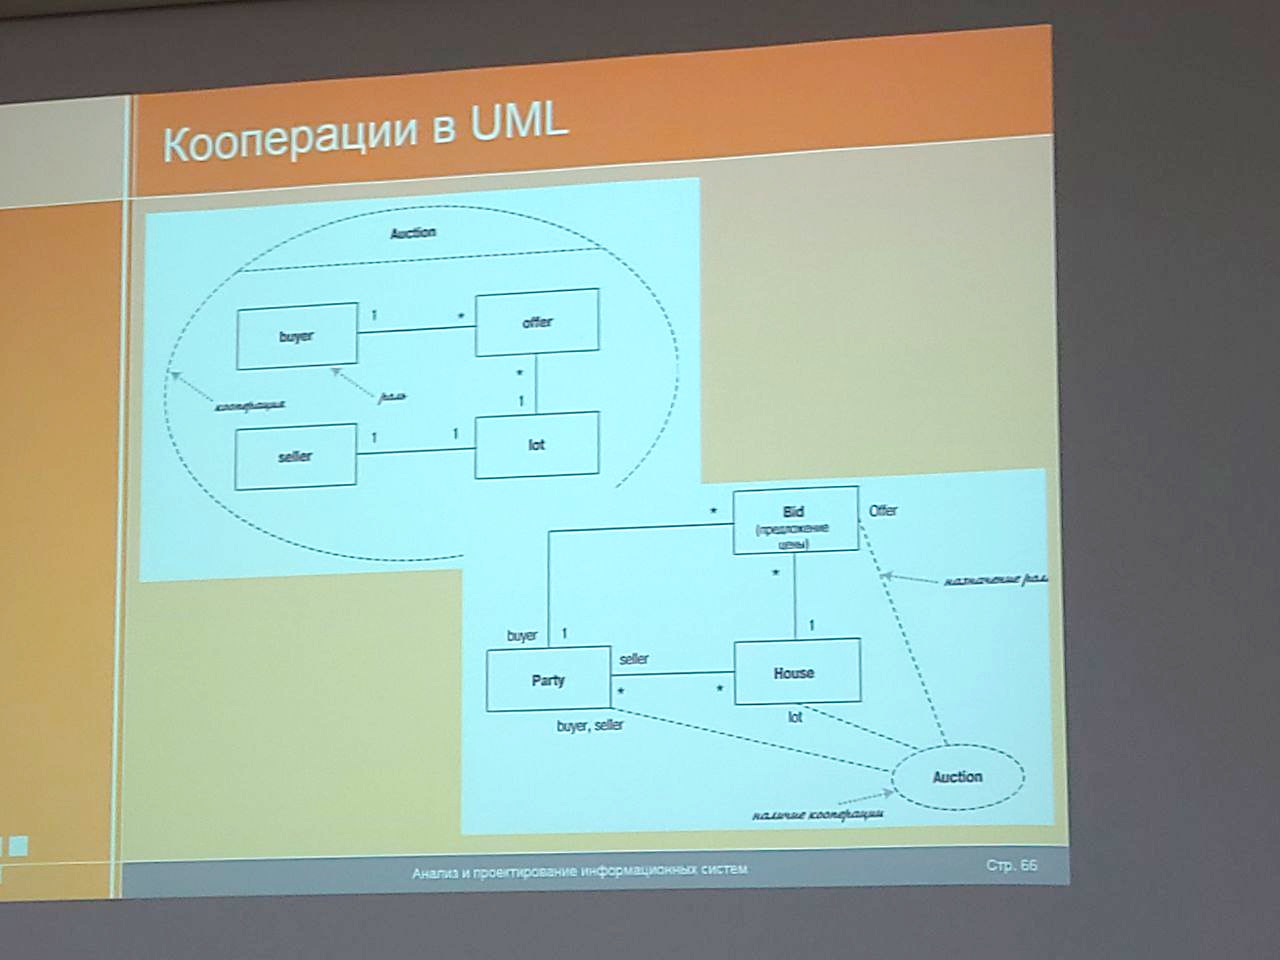 Кооперации в UML
Auction
buyer
1
*
offer
кооперация
роль
*
1
seller
1
1
lot
*
Bid
(предложение
цены)
Offer
*
назначение
1
buyer
1
Party
seller
*
*
House
buyer, seller
lot
Auction
наличие кооперации
Анализ и проектирование информационных систем
Стр. 66